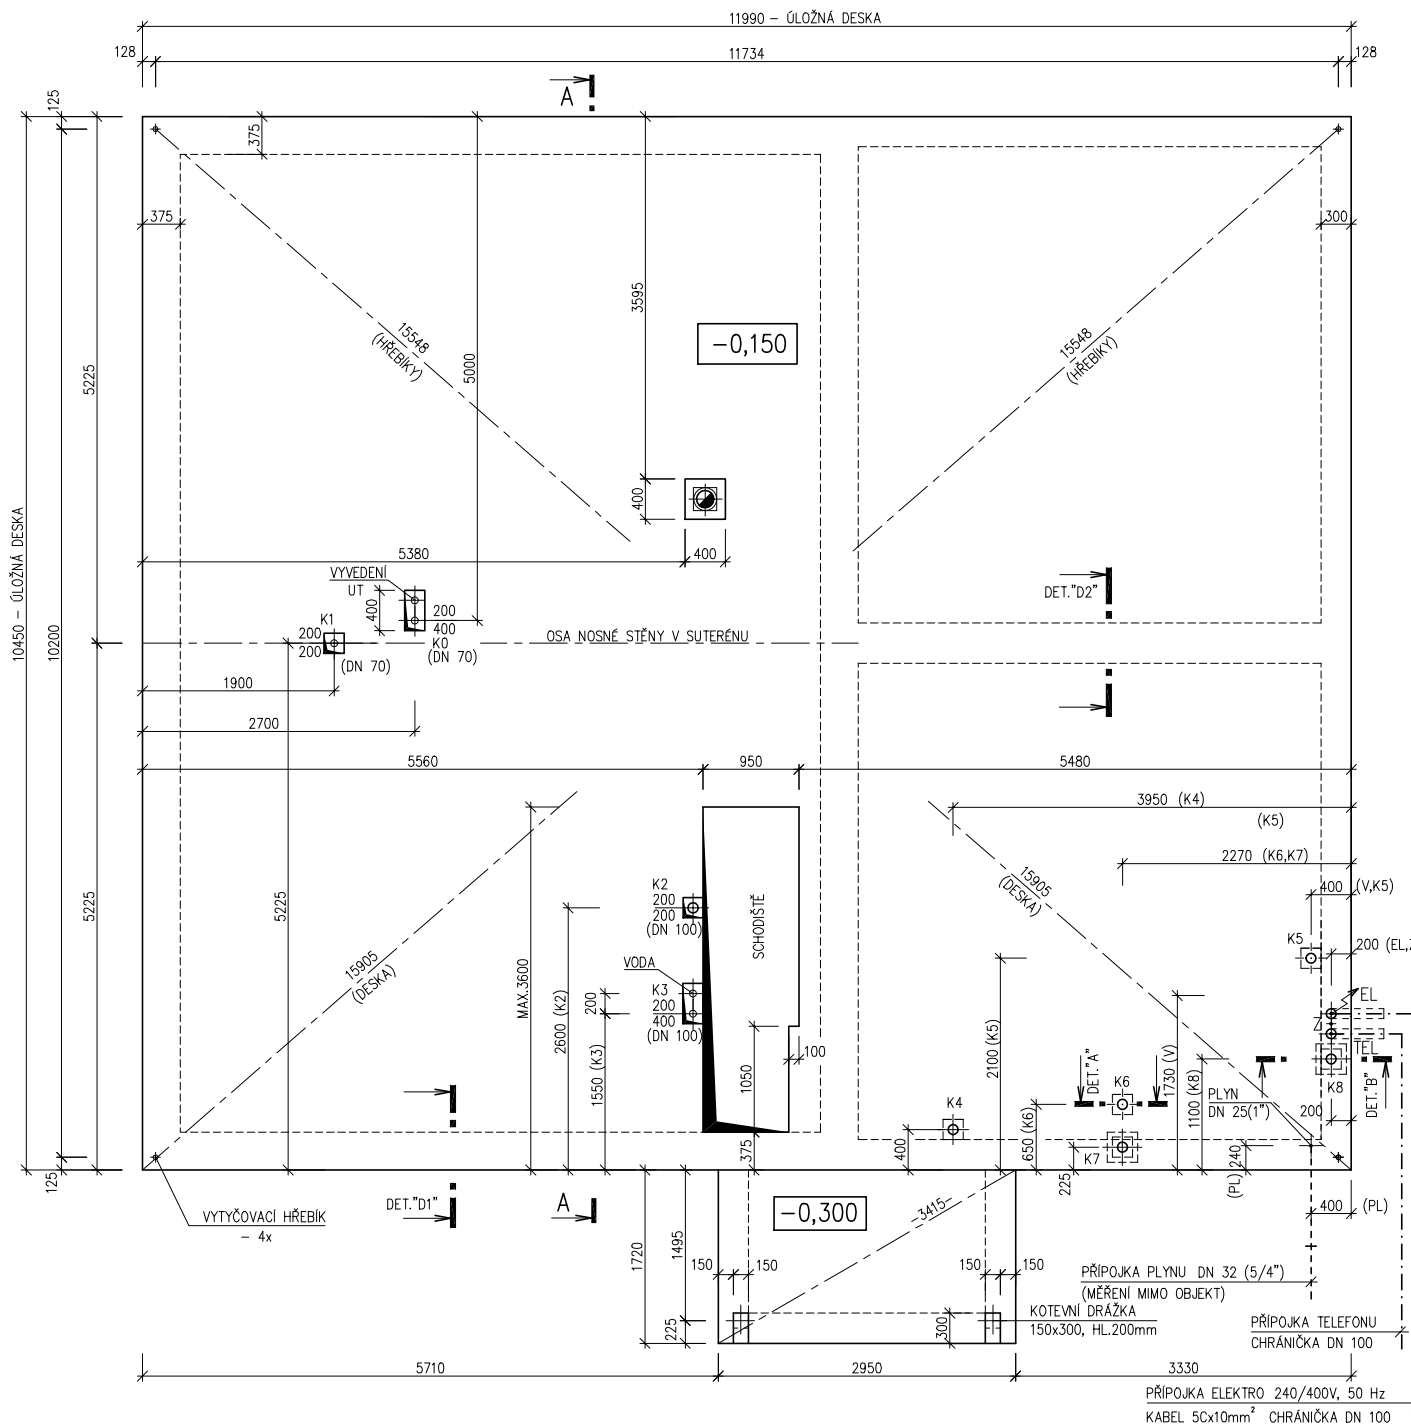 11990 – ÚLOŽNÁ DESKA
128
11734
128
A
125
375
375
300
3595
5000
15548
(HŘEBÍKY)
15548
(HŘEBÍKY)
-0,150
5225
10450 – ÚLOŽNÁ DESKA
10200
400
5380
400
VYVEDENÍ
UT
400
200
400
K0
(DN 70)
K1
200
200
(DN 70)
OSA NOSNÉ STĚNY V SUTERÉNU
DET."D2"
1900
2700
5560
950
5480
3950 (K4)
(K5)
2270 (K6,K7)
400
(V,K5)
15905
(DESKA)
15905
(DESKA)
5225
5225
MAX.3600
2600 (K2)
1550 (K3)
200
K2
200
200
(DN 100)
VODA
K3
200
400
(DN 100)
SCHODIŠTĚ
100
1050
375
2100 (K5)
K5
200 (EL,
EL
TEL
K8
1730 (V)
1100 (K8)
DET."A"
DET."B"
K6
K4
K7
400
650 (K6)
225
PLYN
DN 25(1")
200
240
(PL)
400
(PL)
125
VYTYČOVACÍ HŘEBÍK
– 4x
DET."D1"
A
-0,300
3415
1720
1495
225
150
150
150
150
300
KOTEVNÍ DRÁŽKA
150x300, HL.200mm
PŘÍPOJKA PLYNU DN 32 (5/4")
(MĚŘENÍ MIMO OBJEKT)
PŘÍPOJKA TELEFONU
CHRÁNIČKA DN 100
5710
2950
3330
PŘÍPOJKA ELEKTRO 240/400V, 50 Hz
KABEL 5Cx10mm² CHRÁNIČKA DN 100